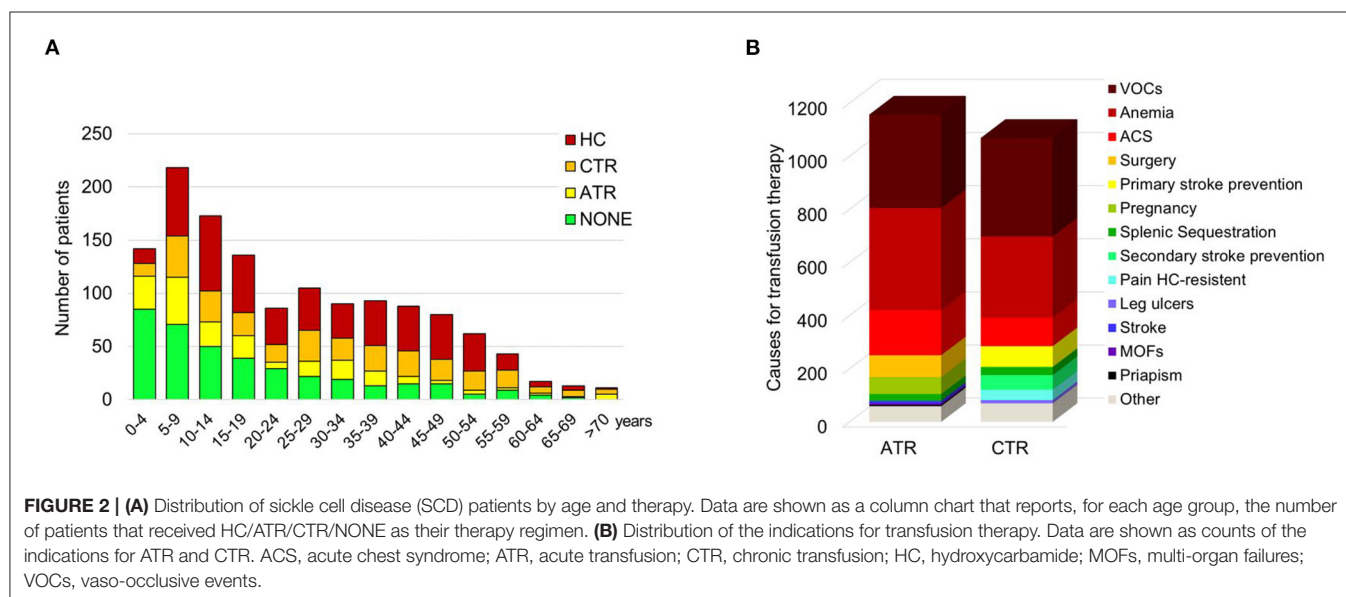 A
250
200
150
100
50
0
Number of patients
HC
CTR
ATR
NONE
0-4
5-9
10-14
15-19
20-24
25-29
30-34
35-39
40-44
45-49
50-54
55-59
60-64
65-69
>70
years
B
1200
1000
800
600
400
200
0
Causes for transfusion therapy
ATR
CTR
VOCs
Anemia
ACS
Surgery
Primary stroke prevention
Pregnancy
Splenic Sequestration
Secondary stroke prevention
Pain HC-resistent
Leg ulcers
Stroke
MOFs
Priapism
Other
FIGURE 2 | (A) Distribution of sickle cell disease (SCD) patients by age and therapy. Data are shown as a column chart that reports, for each age group, the number
of patients that received HC/ATR/CTR/NONE as their therapy regimen. (B) Distribution of the indications for transfusion therapy. Data are shown as counts of the
indications for ATR and CTR. ACS, acute chest syndrome; ATR, acute transfusion; CTR, chronic transfusion; HC, hydroxycarbamide; MOFs, multi-organ failures;
VOCs, vaso-occlusive events.